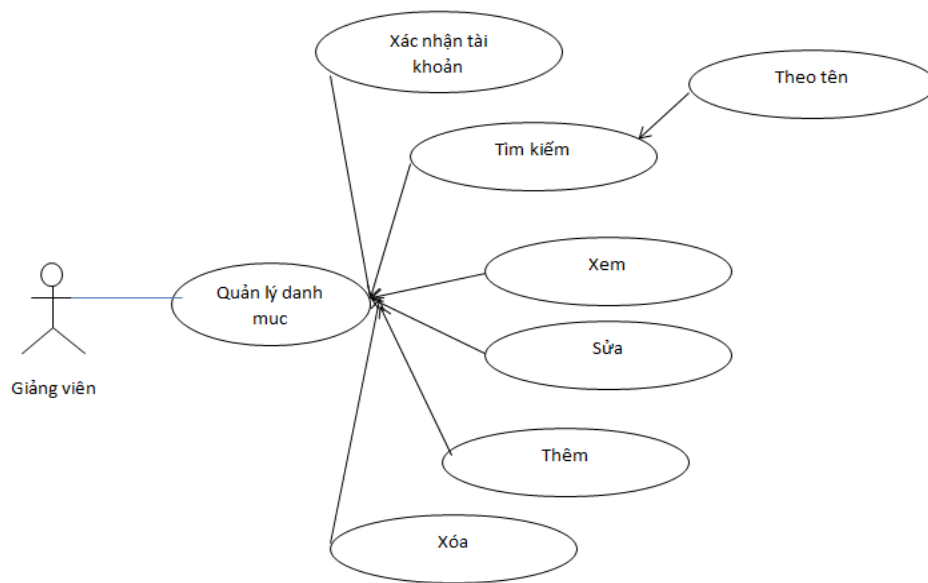 Xác nhận tài
khoản
Theo tên
Tìm kiếm
Xem
Quản lý danh
muc
Sửa
Giảng viên
Thêm
Xóa